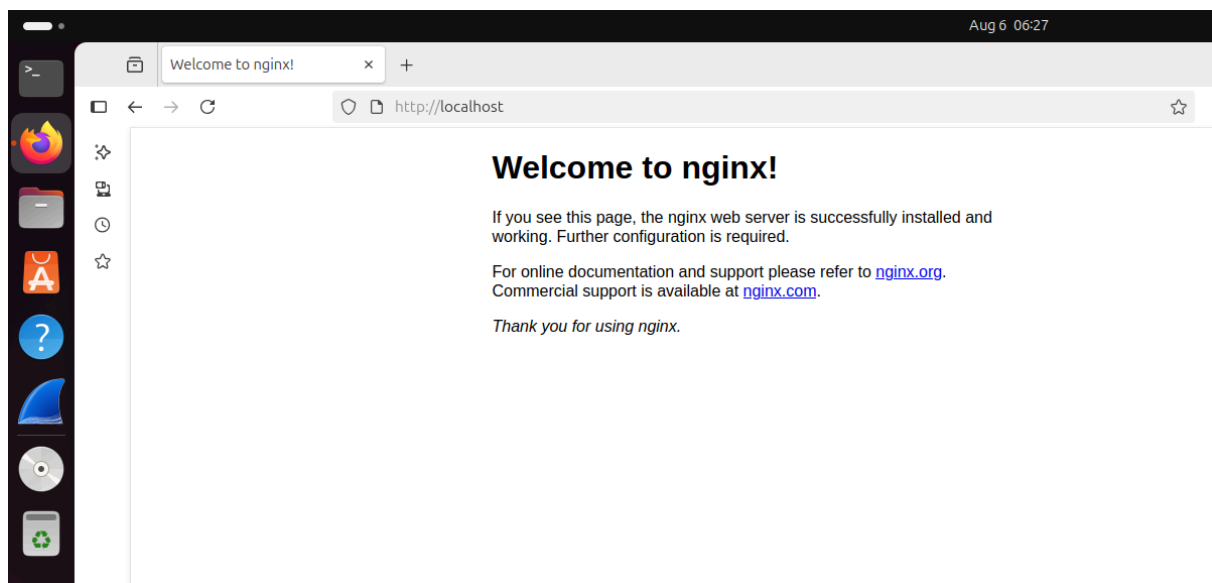 Aug 6 06:27
Welcome to nginx!
http://localhost
Welcome to nginx!
If you see this page, the nginx web server is successfully installed and
working. Further configuration is required.
For online documentation and support please refer to nginx.org.
Commercial support is available at nginx.com.
Thank you for using nginx.